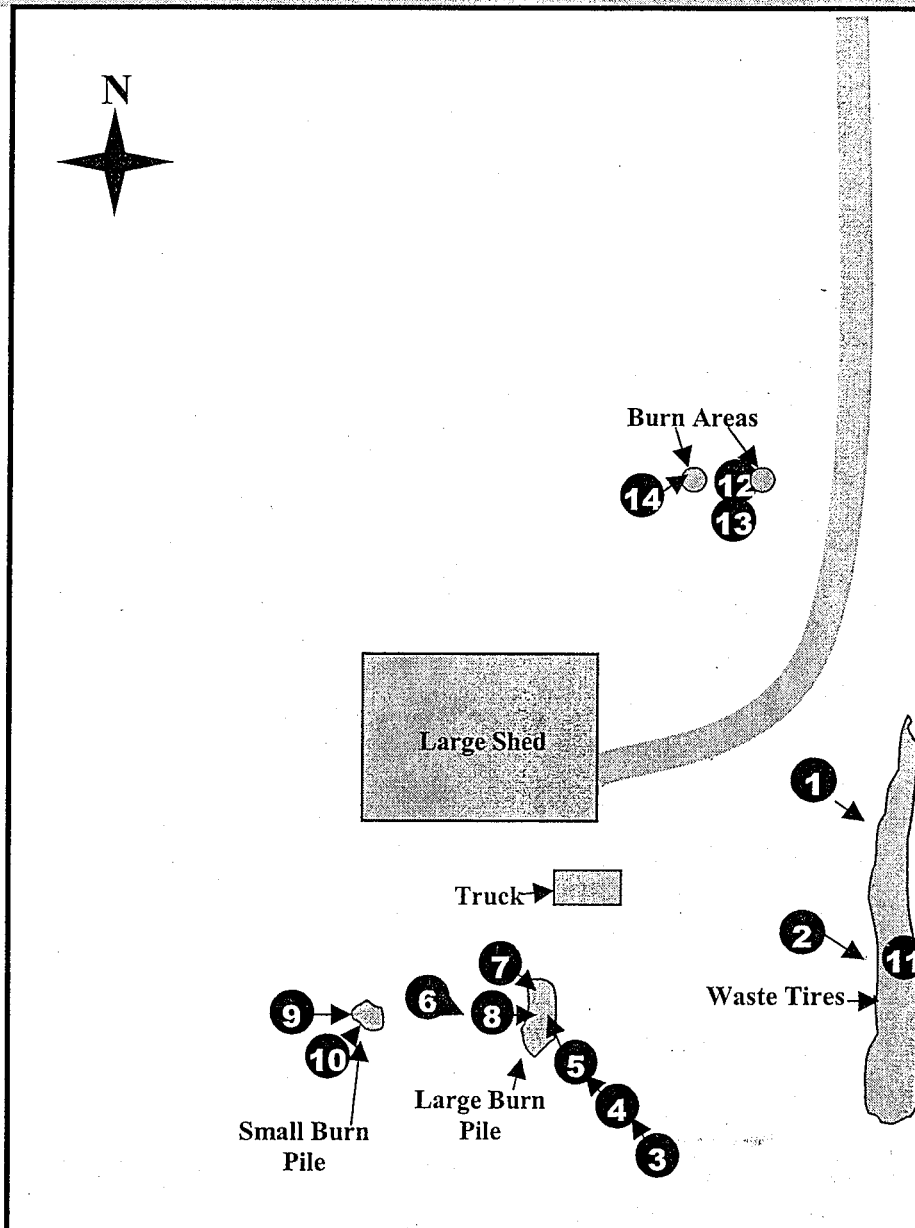 N
Burn Areas
14
12
13
Large Shed
1
Truck
2
11
7
Waste Tires
6
9
8
10
5
Large Burn
Pile
4
Small Burn
Pile
3